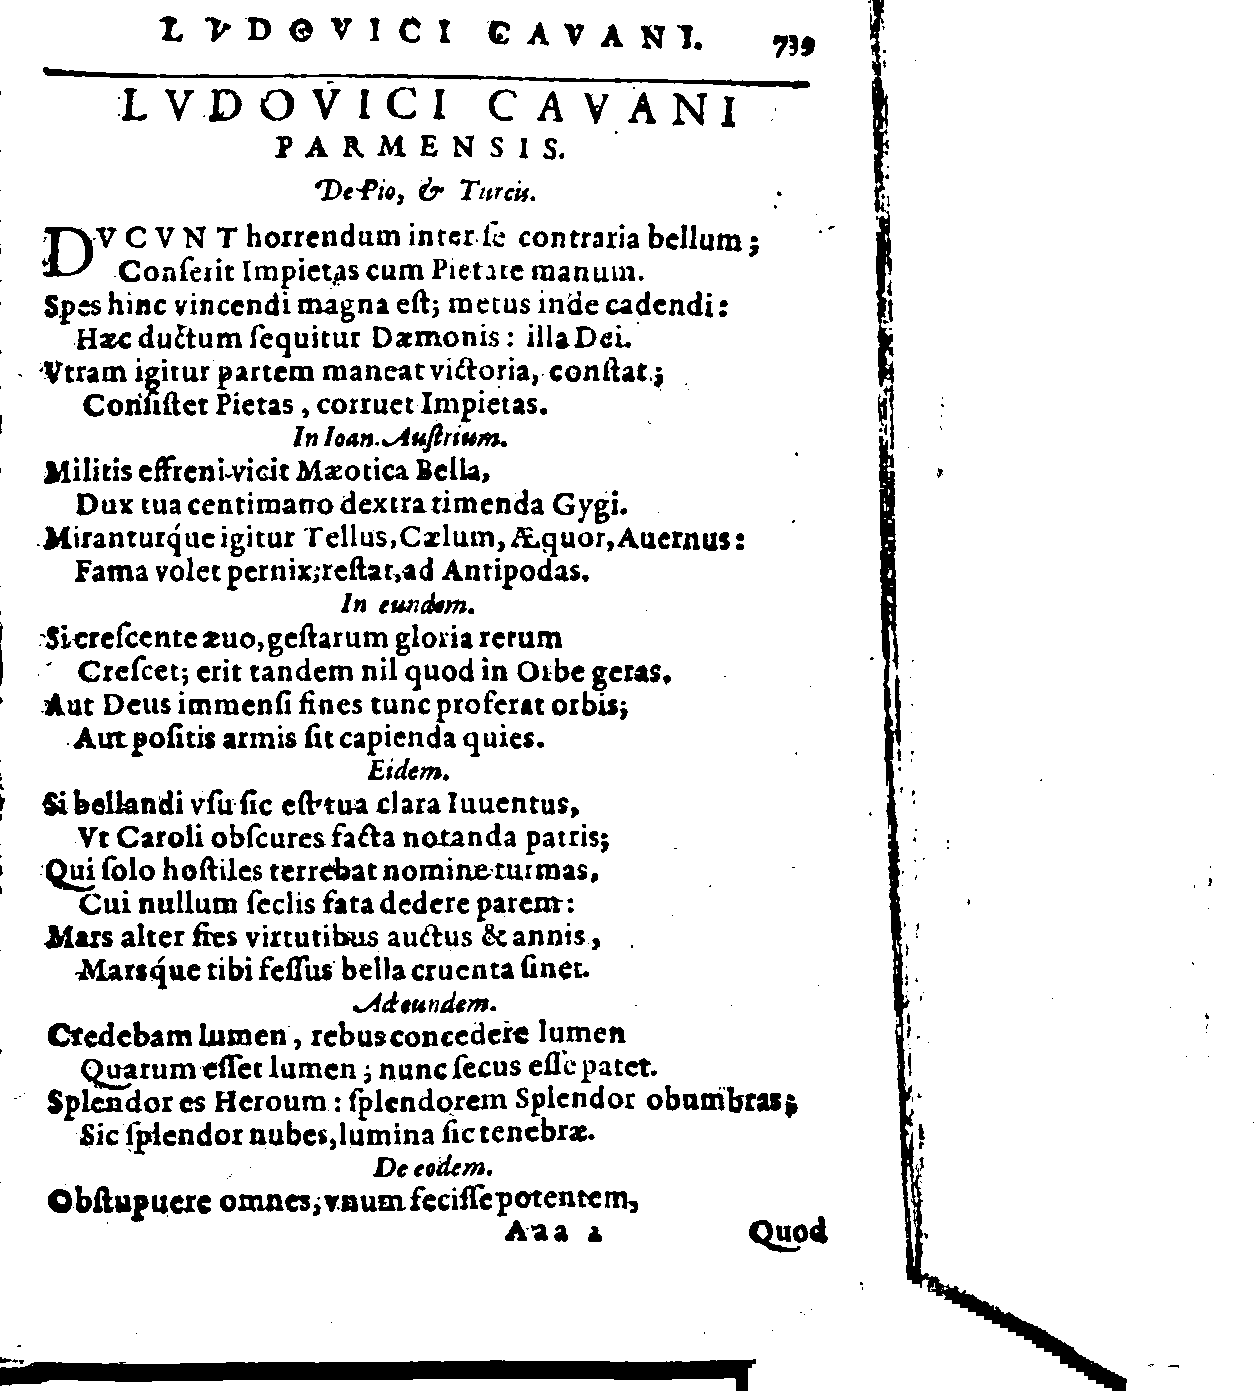 LVDOVICI CAVANI. 739
LVDOVICI CAVANI
PARMENSIS.
De Pio, & Turcis.
DVCVNT horrendum inter se contraria bellum;
Conſerit Impietas cum Pietate manum.
Spes hinc vincendi magna eſt; metus inde cadendi:
Hæc ductum ſequitur Dæmonis: illa Dei.
Vtram igitur partem maneat victoria, conſtat;
Conſiſtet Pietas, corruet Impietas.
In Ioan. Auſtrium.
Militis effreni vicit Mæotica Bella,
Dux tua centimano dextra timenda Gygi.
Miranturq́ue igitur Tellus, Cælum, Æquor, Auernus:
Fama volet pernix; reſtat, ad Antipodas.
In eundem.
Si creſcente æuo, geſtarum gloria rerum
Creſcet; erit tandem nil quod in Orbe geras,
Aut Deus immenſi fines tunc proferat orbis;
Aut poſitis armis ſit capienda quies.
Eidem.
Si bellandi vſu ſic eſt tua clara Iuuentus,
Vt Caroli obſcures facta notanda patris;
Qui ſolo hoſtiles terrebat nomine turmas,
Cui nullum ſeclis fata dedere parem:
Mars alter fies virtutibus auctus & annis,
Marsq́ue tibi feſſus bella cruenta ſinet.
Ad eundem.
Credebam lumen, rebus concedere lumen
Quarum eſſet lumen; nunc ſecus eſſe patet.
Splendor es Heroum: ſplendorem Splendor obumbras;
Sic ſplendor nubes, lumina ſic tenebræ.
De eodem.
Obſtupuere omnes, vnum feciſſe potentem,
Aaa 2 Quod